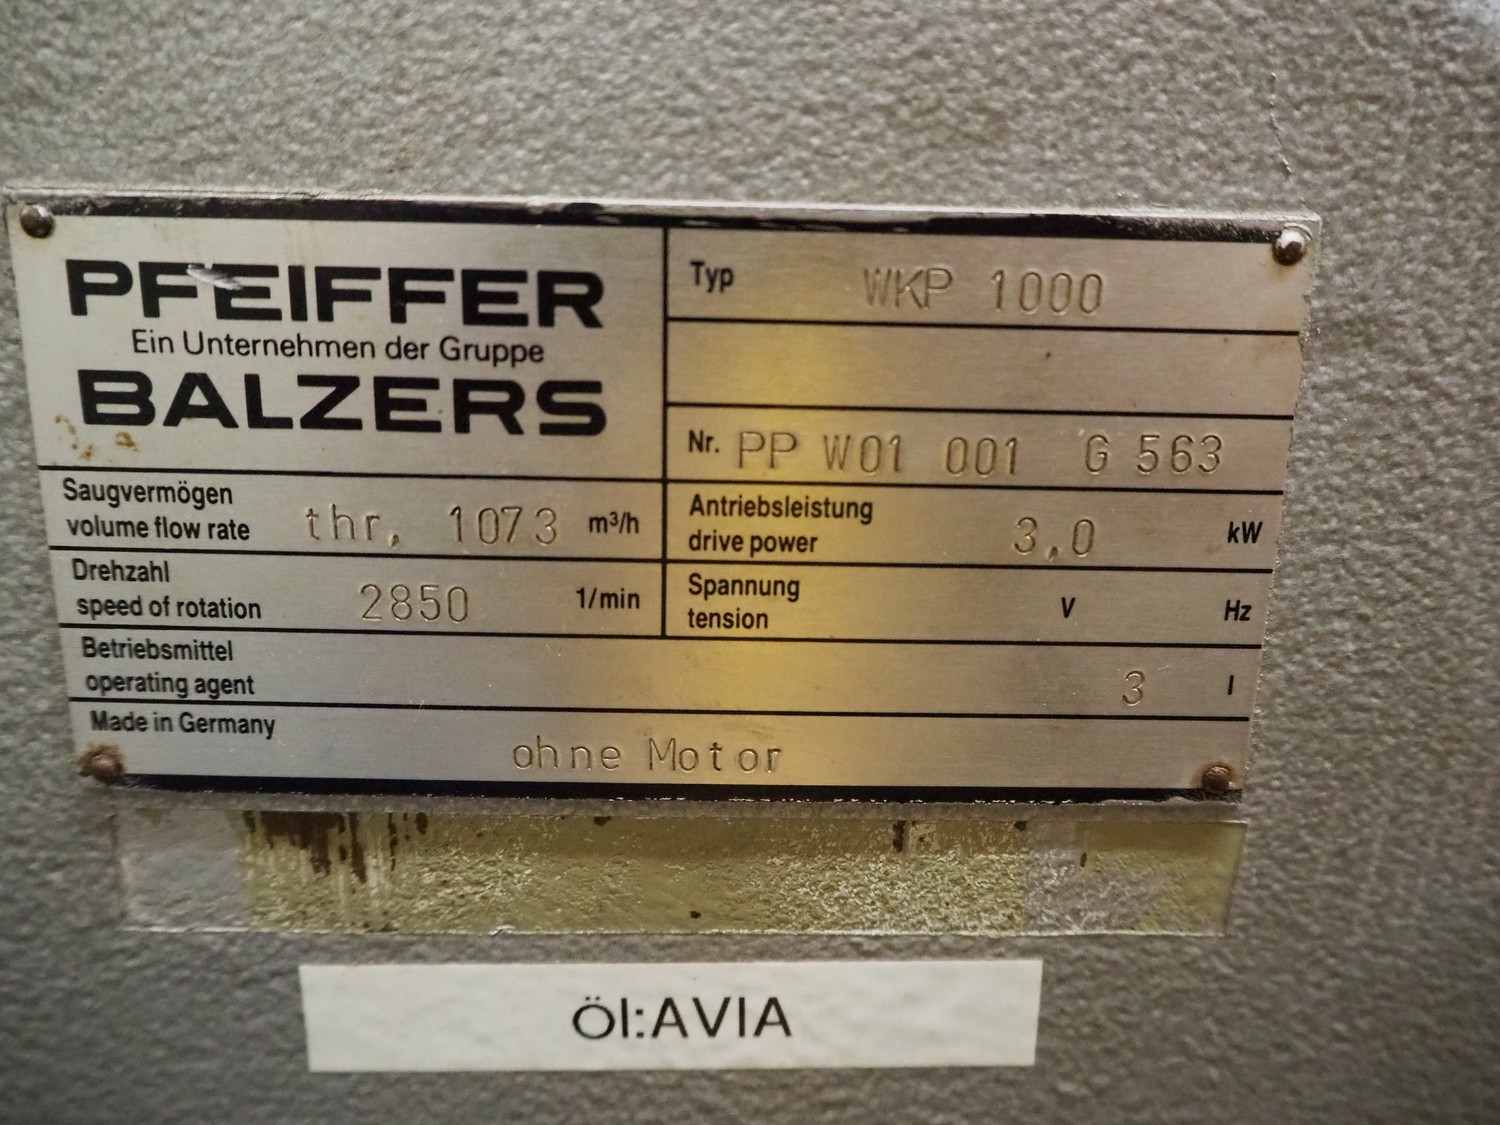 PFEIFFER
Ein Unternehmen der Gruppe
BALZERS
Typ WKP 1000
Nr. PP W01 001 G 563
Saugvermögen
volume flow rate thr, 1073 m³/h
Antriebsleistung
drive power 3,0 kW
Drehzahl
speed of rotation 2850 1/min
Spannung
tension V Hz
Betriebsmittel
operating agent 3 l
Made in Germany
ohne Motor
Öl:AVIA